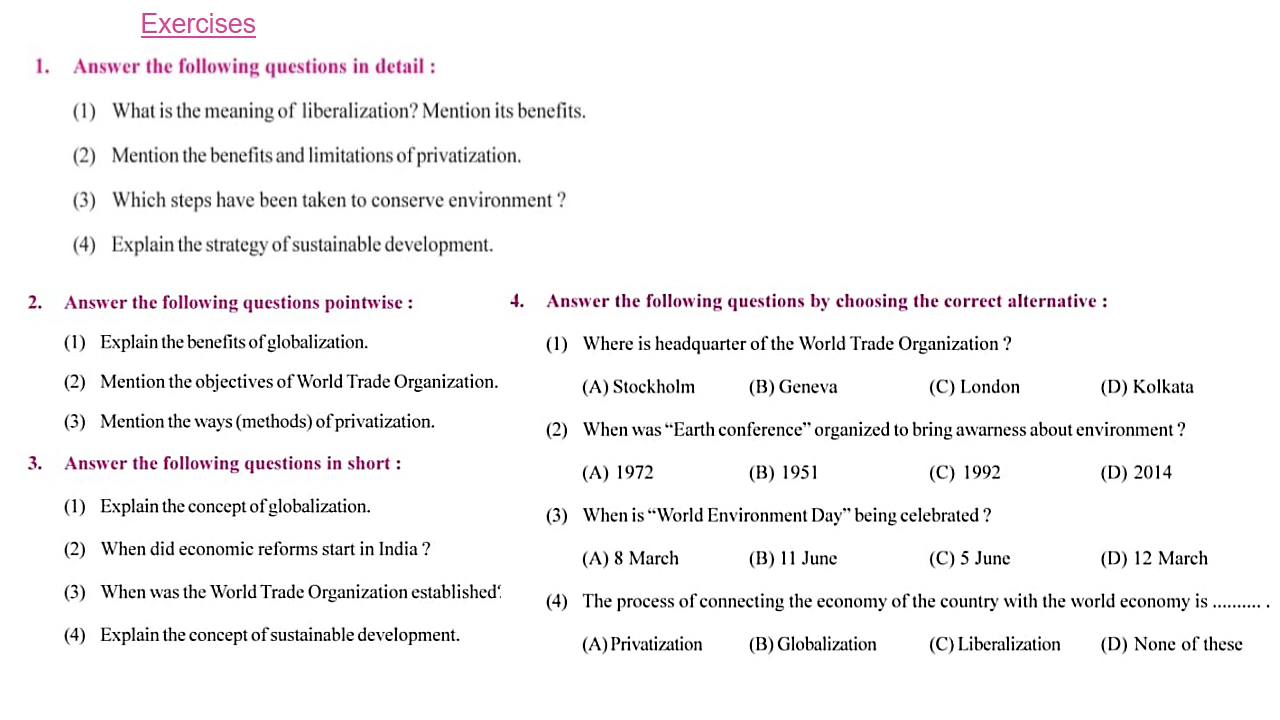 Exercises
1. Answer the following questions in detail :
(1) What is the meaning of liberalization? Mention its benefits.
(2) Mention the benefits and limitations of privatization.
(3) Which steps have been taken to conserve environment ?
(4) Explain the strategy of sustainable development.
2. Answer the following questions pointwise :
(1) Explain the benefits of globalization.
(2) Mention the objectives of World Trade Organization.
(3) Mention the ways (methods) of privatization.
3. Answer the following questions in short :
(1) Explain the concept of globalization.
(2) When did economic reforms start in India ?
(3) When was the World Trade Organization established?
(4) Explain the concept of sustainable development.
4. Answer the following questions by choosing the correct alternative :
(1) Where is headquarter of the World Trade Organization ?
(A) Stockholm (B) Geneva (C) London (D) Kolkata
(2) When was “Earth conference” organized to bring awarness about environment ?
(A) 1972 (B) 1951 (C) 1992 (D) 2014
(3) When is “World Environment Day” being celebrated ?
(A) 8 March (B) 11 June (C) 5 June (D) 12 March
(4) The process of connecting the economy of the country with the world economy is .......... .
(A) Privatization (B) Globalization (C) Liberalization (D) None of these